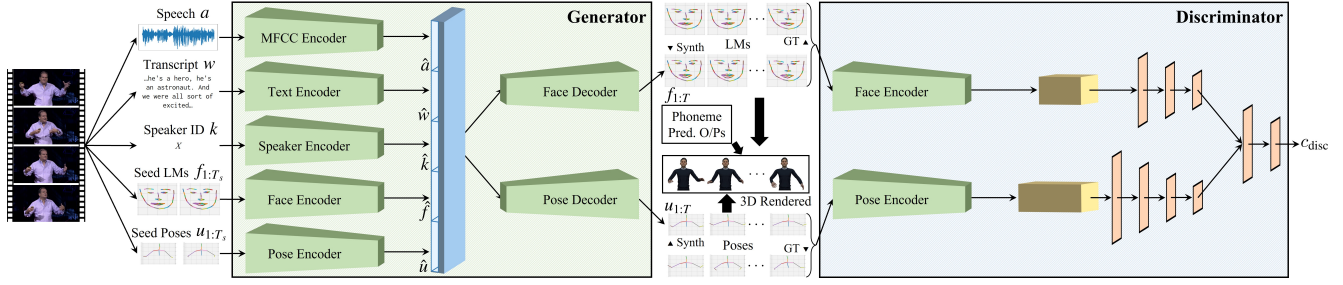 Speech a
Transcript w
…he's a hero, he's
an astronaut. And
we were all sort of
excited…
Speaker ID k
X
Seed LMs f1:Ts
Seed Poses u1:Ts
Generator
MFCC Encoder
Text Encoder
Speaker Encoder
Face Encoder
Pose Encoder
â
ŵ
k̂
f̂
û
Face Decoder
Pose Decoder
▼ Synth
LMs
GT ▲
f1:T
Phoneme
Pred. O/Ps
3D Rendered
u1:T
▲ Synth
Poses
GT ▼
Discriminator
Face Encoder
Pose Encoder
cdisc